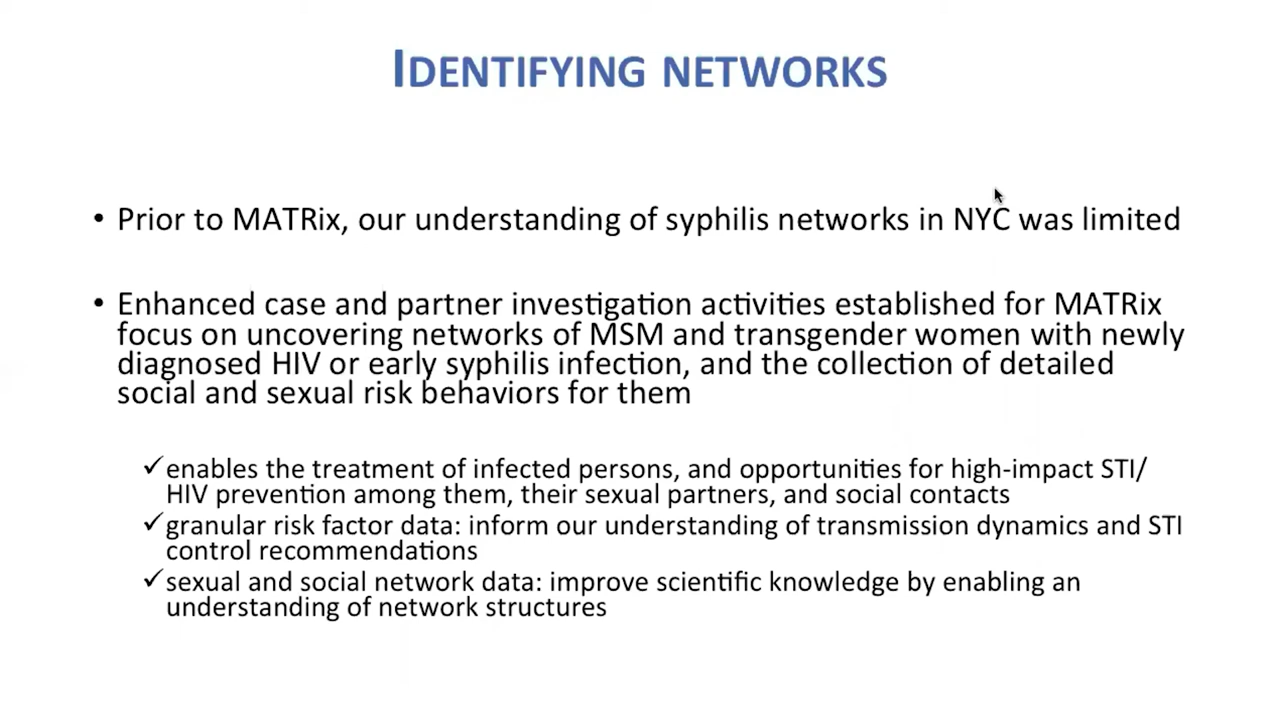 IDENTIFYING NETWORKS
• Prior to MATRix, our understanding of syphilis networks in NYC was limited
• Enhanced case and partner investigation activities established for MATRix
focus on uncovering networks of MSM and transgender women with newly
diagnosed HIV or early syphilis infection, and the collection of detailed
social and sexual risk behaviors for them
✓enables the treatment of infected persons, and opportunities for high-impact STI/
HIV prevention among them, their sexual partners, and social contacts
✓granular risk factor data: inform our understanding of transmission dynamics and STI
control recommendations
✓sexual and social network data: improve scientific knowledge by enabling an
understanding of network structures